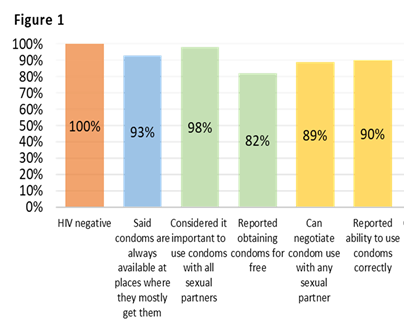 Figure 1
100%
90%
80%
70%
60%
50%
40%
30%
20%
10%
0%
100%
93%
98%
82%
89%
90%
HIV negative
Said
condoms are
always
available at
places where
they mostly
get them
Considered it
important to
use condoms
with all
sexual
partners
Reported
obtaining
condoms for
free
Can
negotiate
condom use
with any
sexual
partner
Reported
ability to use
condoms
correctly